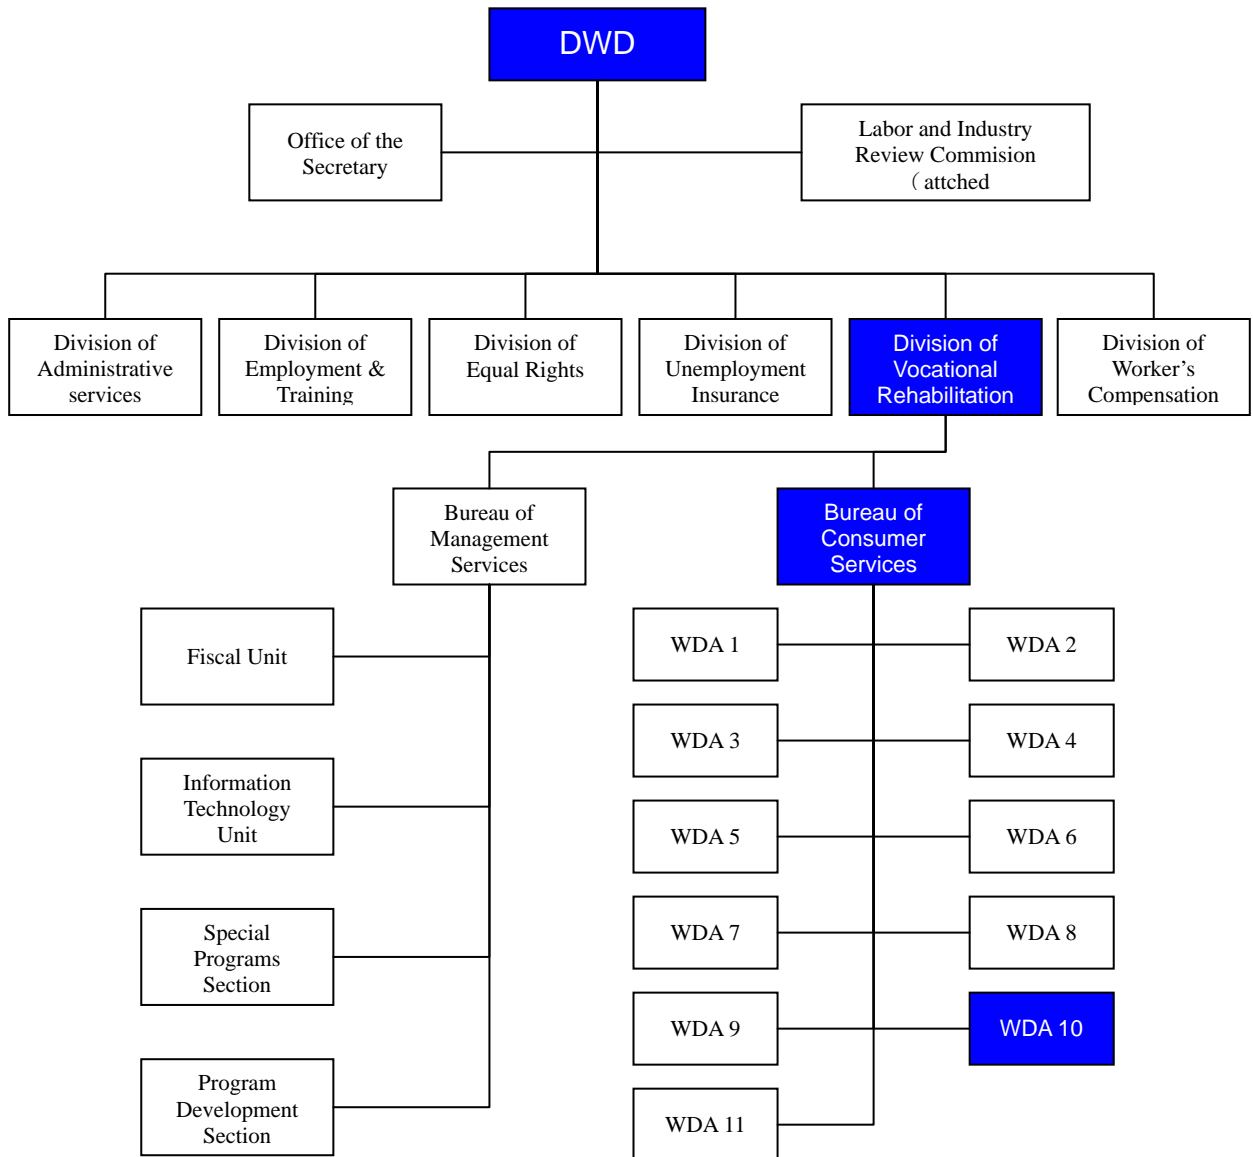 DWD
Office of the
Secretary
Labor and Industry
Review Commision
（ attched
Division of
Administrative
services
Division of
Employment &
Training
Division of
Equal Rights
Division of
Unemployment
Insurance
Division of
Vocational
Rehabilitation
Division of
Worker's
Compensation
Bureau of
Management
Services
Bureau of
Consumer
Services
Fiscal Unit
Information
Technology
Unit
Special
Programs
Section
Program
Development
Section
WDA 1
WDA 2
WDA 3
WDA 4
WDA 5
WDA 6
WDA 7
WDA 8
WDA 9
WDA 10
WDA 11